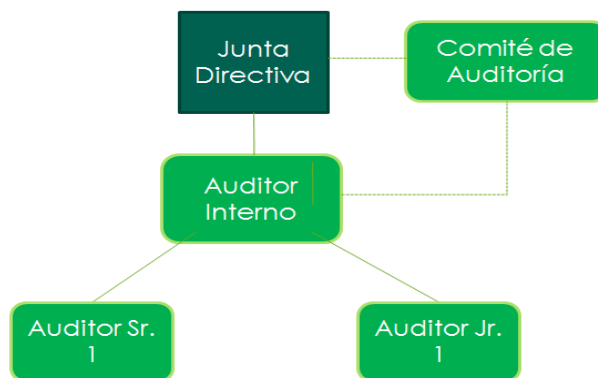 Junta
Directiva
Comité de
Auditoría
Auditor
Interno
Auditor Sr.
1
Auditor Jr.
1